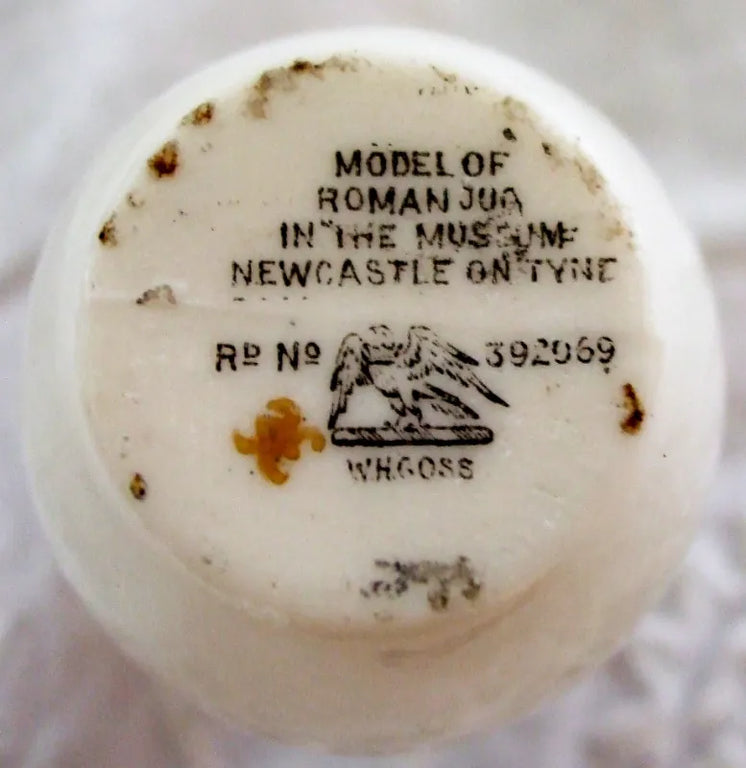 MODEL OF
ROMAN JUG
IN THE MUSEUM
NEWCASTLE ON TYNE
RD NO 392069
W.H.GOSS